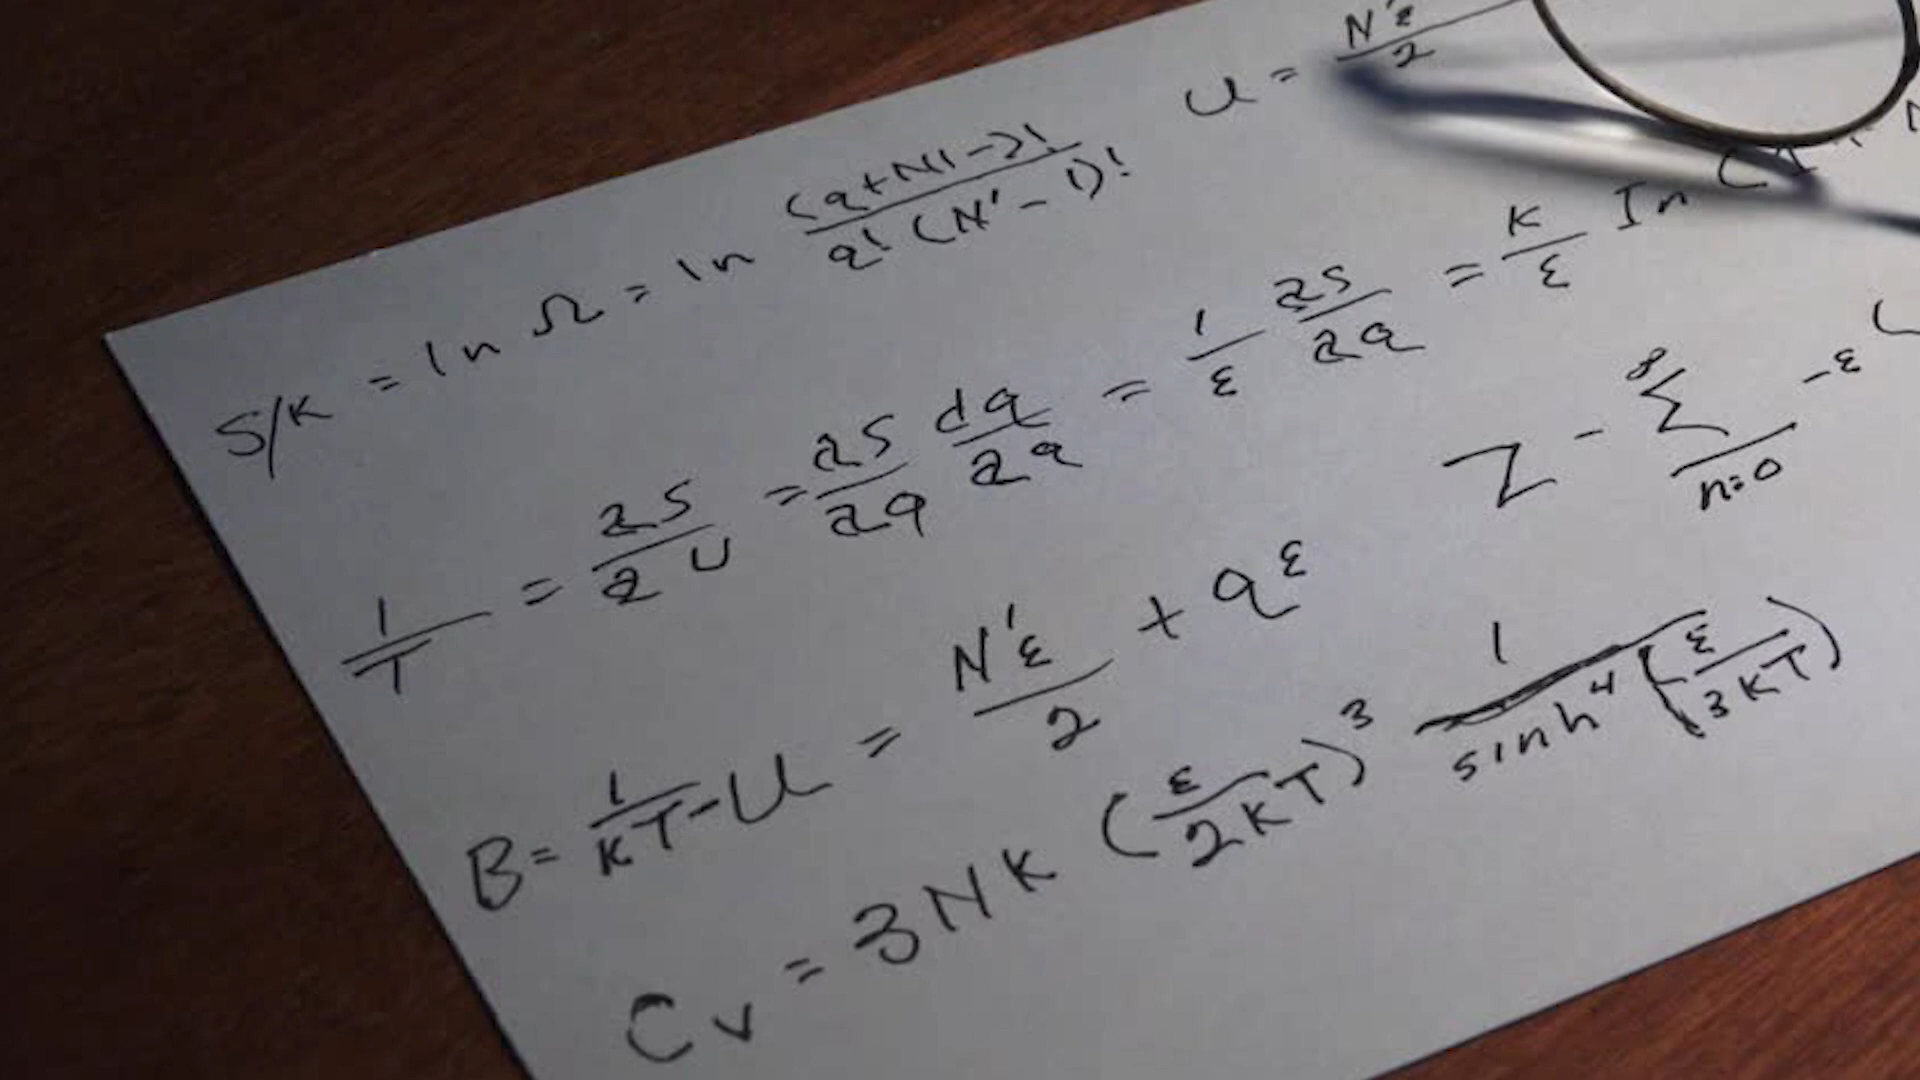 S/K = ln Ω = ln (q+N(1-)! / q! (N'-1)!
U = N'ε / 2
1/T = ∂S/∂U = ∂S/∂q dq/∂q = 1/ε ∂S/∂q = K/ε In (1 +
Z - ∞Σ n=0 -ε
B = 1/KT - U = N'ε/2 + qε
Cv = 3NK (ε/2KT)³ 1/sinh⁴ (ε/3KT)